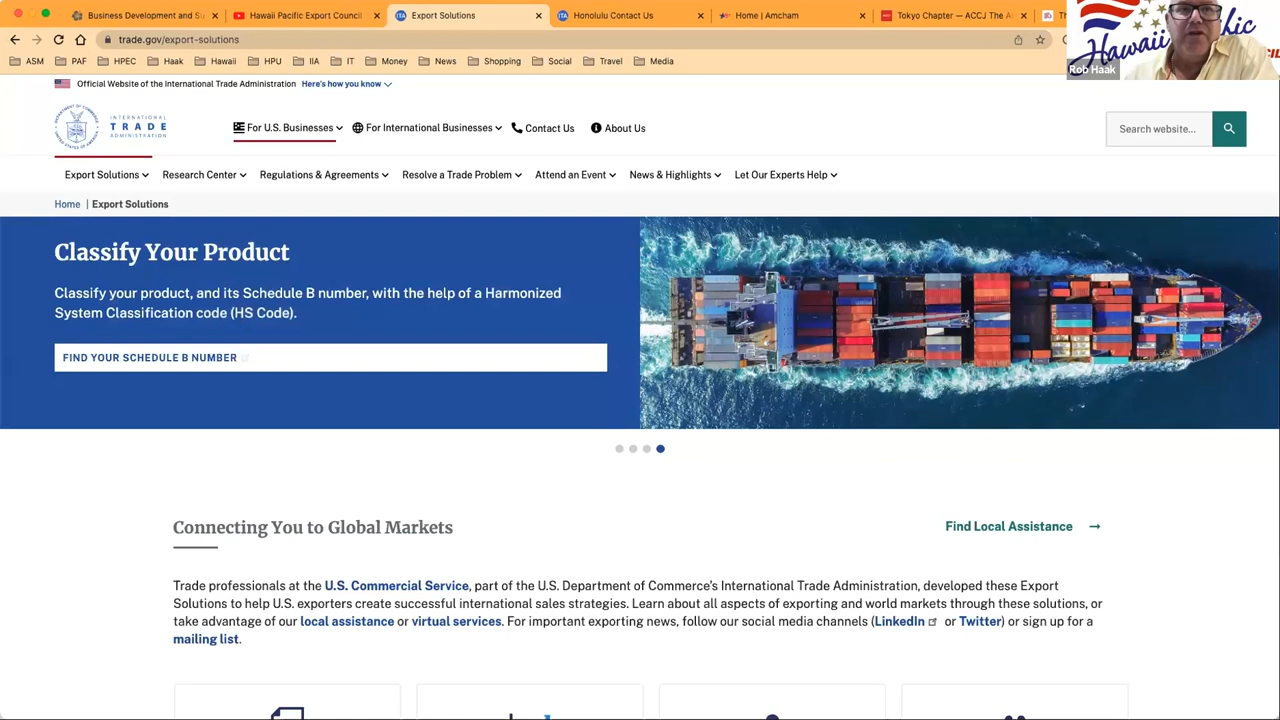 Business Development and Su
Hawaii Pacific Export Council
Export Solutions
Honolulu Contact Us
Home | Amcham
Tokyo Chapter — ACCJ The A
Th
trade.gov/export-solutions
ASM
PAF
HPEC
Haak
Hawaii
HPU
IIA
IT
Money
News
Shopping
Social
Travel
Media
Hawaii
hic
CIL
Rob Haak
Official Website of the International Trade Administration
Here's how you know
INTERNATIONAL
TRADE
ADMINISTRATION
For U.S. Businesses
For International Businesses
Contact Us
About Us
Search website...
Export Solutions
Research Center
Regulations & Agreements
Resolve a Trade Problem
Attend an Event
News & Highlights
Let Our Experts Help
Home | Export Solutions
Classify Your Product
Classify your product, and its Schedule B number, with the help of a Harmonized
System Classification code (HS Code).
FIND YOUR SCHEDULE B NUMBER
Connecting You to Global Markets
Find Local Assistance →
Trade professionals at the U.S. Commercial Service, part of the U.S. Department of Commerce's International Trade Administration, developed these Export
Solutions to help U.S. exporters create successful international sales strategies. Learn about all aspects of exporting and world markets through these solutions, or
take advantage of our local assistance or virtual services. For important exporting news, follow our social media channels (LinkedIn or Twitter) or sign up for a
mailing list.